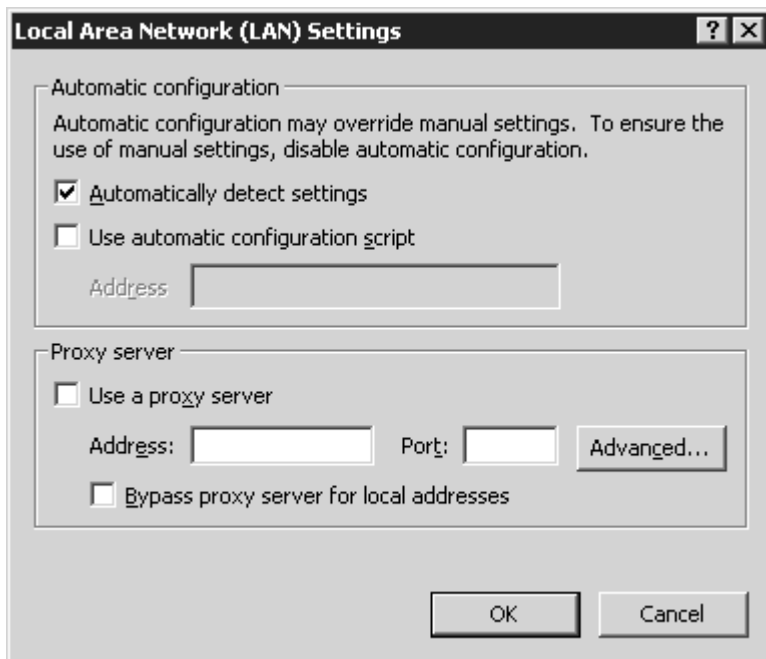 Local Area Network (LAN) Settings
Automatic configuration
Automatic configuration may override manual settings. To ensure the
use of manual settings, disable automatic configuration.
Automatically detect settings
Use automatic configuration script
Address
Proxy server
Use a proxy server
Address:
Port:
Advanced...
Bypass proxy server for local addresses
OK
Cancel